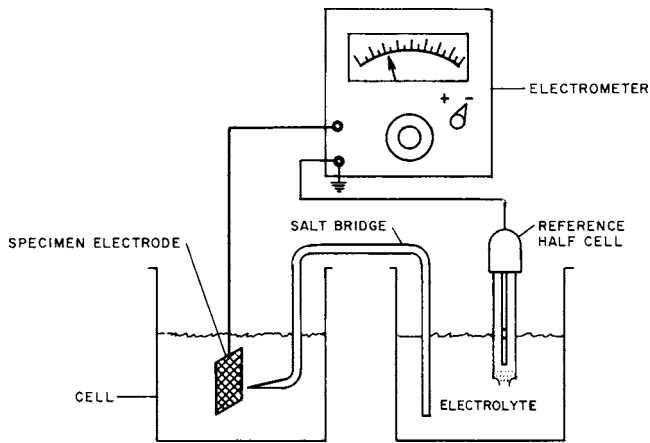 + -
ELECTROMETER
SALT BRIDGE
REFERENCE
HALF CELL
SPECIMEN ELECTRODE
CELL
ELECTROLYTE